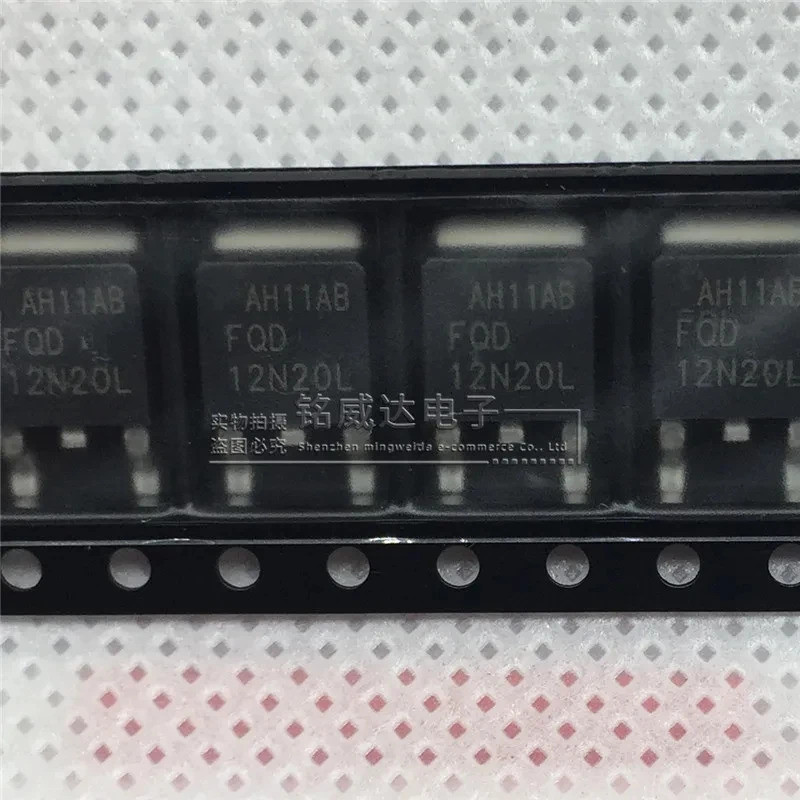 AH11AB
FQD
12N20L
AH11AB
FQD
12N20L
AH11AB
FQD
12N20L
AH11AB
FQD
12N20L
实物拍摄
盗图必究
铭威达电子
Shenzhen mingweida e-commerce Co., Ltd